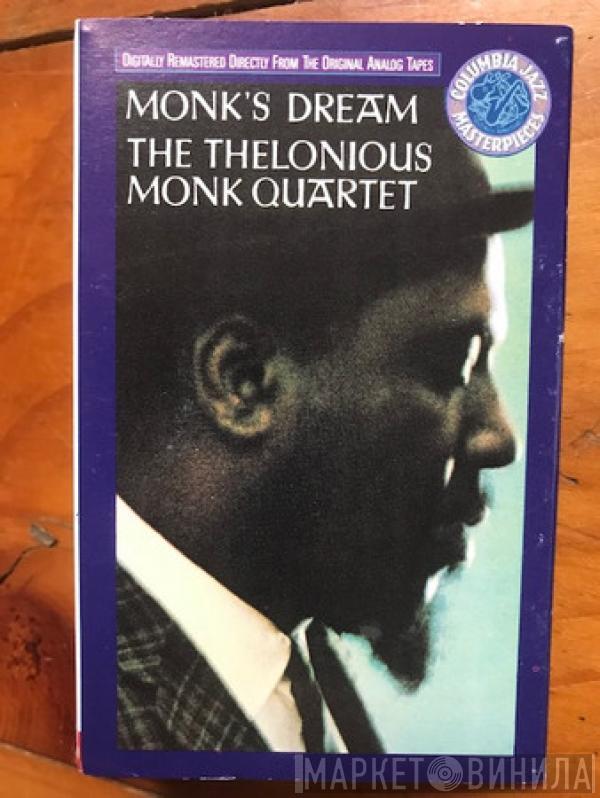 DIGITALLY REMASTERED DIRECTLY FROM THE ORIGINAL ANALOG TAPES
COLUMBIA JAZZ
MASTERPIECES
MONK'S DREAM
THE THELONIOUS
MONK QUARTET
МАРКЕТ ВИНИЛА